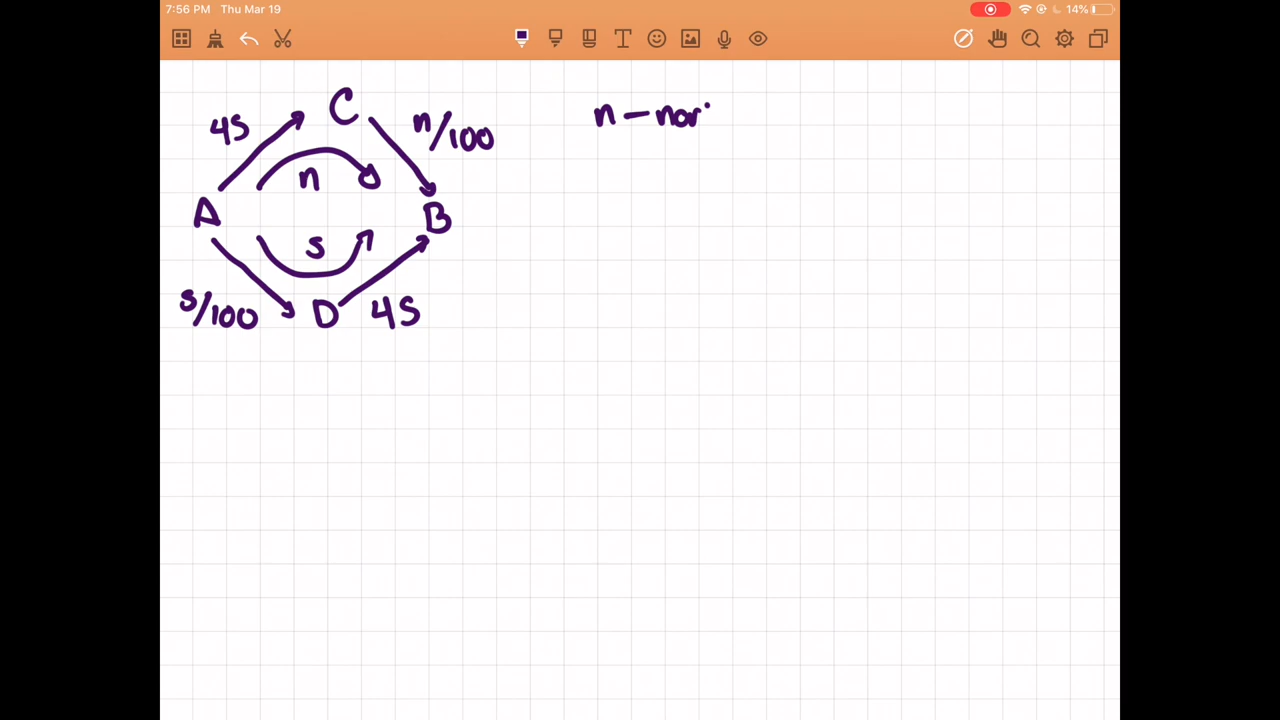 7:56 PM Thu Mar 19
14%
C
45
n/100
n – nor
n
A
B
s
s/100
D
45